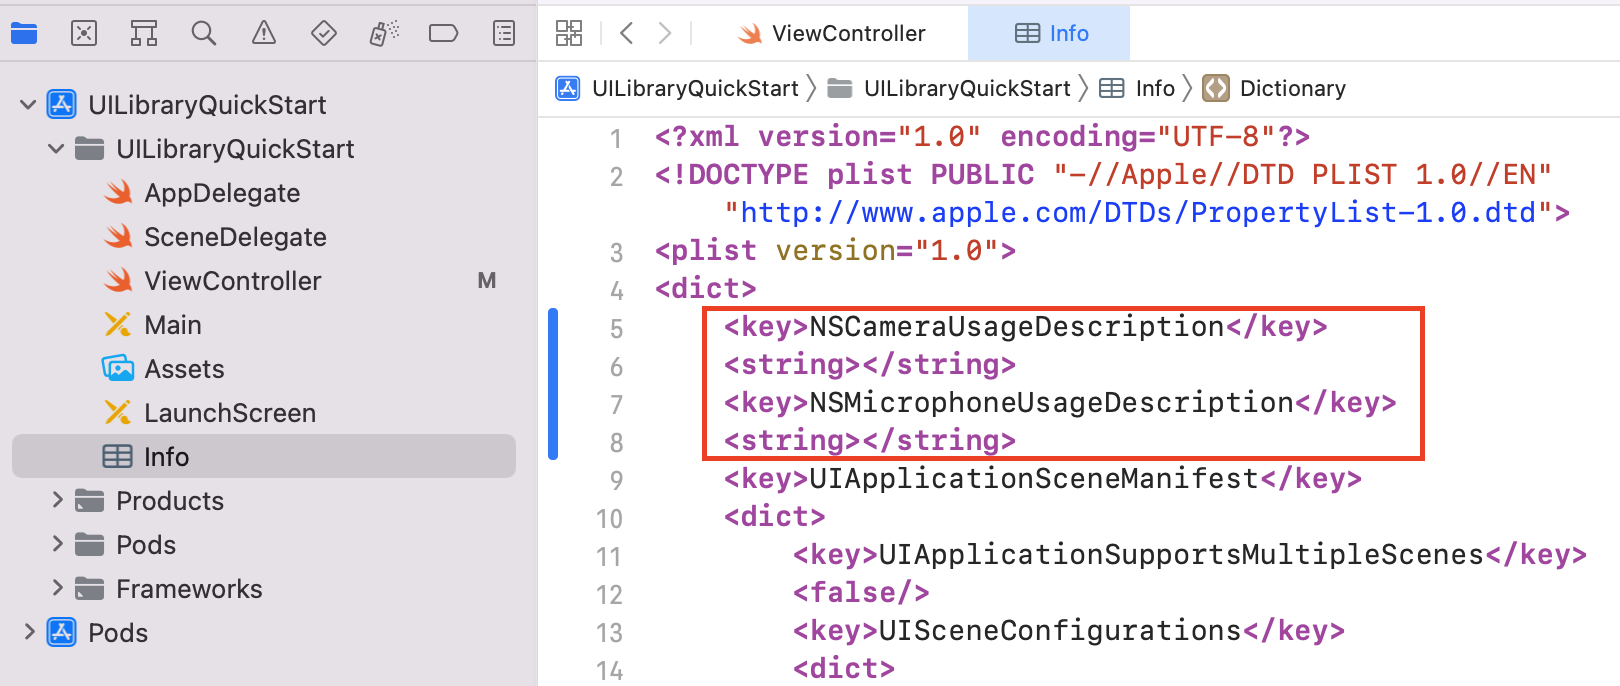 UILibraryQuickStart
UILibraryQuickStart
AppDelegate
SceneDelegate
ViewController M
Main
Assets
LaunchScreen
Info
Products
Pods
Frameworks
Pods
ViewController Info
UILibraryQuickStart UILibraryQuickStart Info Dictionary
1 <?xml version="1.0" encoding="UTF-8"?>
2 <!DOCTYPE plist PUBLIC "-//Apple//DTD PLIST 1.0//EN"
"http://www.apple.com/DTDs/PropertyList-1.0.dtd">
3 <plist version="1.0">
4 <dict>
5 <key>NSCameraUsageDescription</key>
6 <string></string>
7 <key>NSMicrophoneUsageDescription</key>
8 <string></string>
9 <key>UIApplicationSceneManifest</key>
10 <dict>
11 <key>UIApplicationSupportsMultipleScenes</key>
12 <false/>
13 <key>UISceneConfigurations</key>
14 <dict>